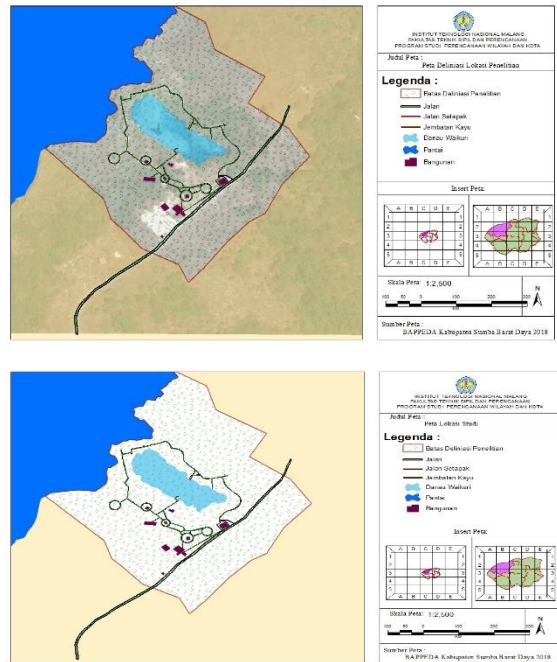 INSTITUT TEKNOLOGI NASIONAL MALANG
FAKULTAS TEKNIK SIPIL DAN PERENCANAAN
PROGRAM STUDI PERENCANAAN WILAYAH DAN KOTA
Judul Peta :
Peta Deliniasi Lokasi Penelitian
Legenda :
Batas Deliniasi Penelitian
Jalan
Jalan Setapak
Jembatan Kayu
Danau Waikuri
Pantai
Bangunan
Insert Peta:
A B C D E
A B C D E
Skala Peta: 1:2,500
N
Sumber Peta :
BAPPEDA Kabupaten Sumba Barat Daya 2018
INSTITUT TEKNOLOGI NASIONAL MALANG
FAKULTAS TEKNIK SIPIL DAN PERENCANAAN
PROGRAM STUDI PERENCANAAN WILAYAH DAN KOTA
Judul Peta :
Peta Lokasi Studi
Legenda :
Batas Deliniasi Penelitian
Jalan
Jalan Setapak
Jembatan Kayu
Danau Waikuri
Pantai
Bangunan
Insert Peta:
A B C D E
A B C D E
Skala Peta: 1:2,500
N
Sumber Peta :
BAPPEDA Kabupaten Sumba Barat Daya 2018